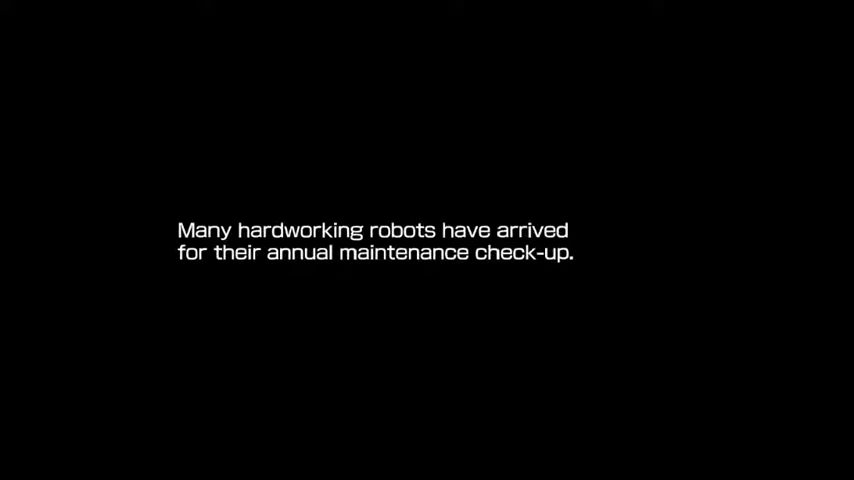 Many hardworking robots have arrived
for their annual maintenance check-up.